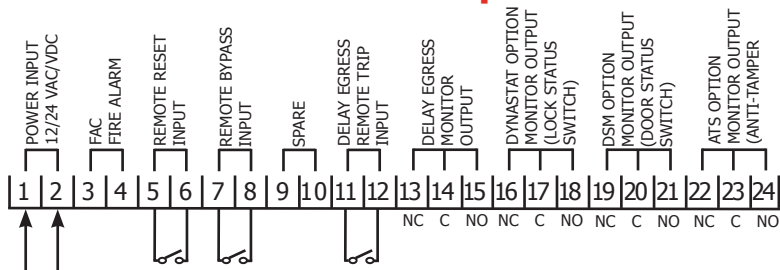 POWER INPUT
12/24 VAC/VDC
FAC
FIRE ALARM
REMOTE RESET
INPUT
REMOTE BYPASS
INPUT
SPARE
DELAY EGRESS
REMOTE TRIP
INPUT
DELAY EGRESS
MONITOR
OUTPUT
DYNASTAT OPTION
MONITOR OUTPUT
(LOCK STATUS
SWITCH)
DSM OPTION
MONITOR OUTPUT
(DOOR STATUS
SWITCH)
ATS OPTION
MONITOR OUTPUT
(ANTI-TAMPER
1 2 3 4 5 6 7 8 9 10 11 12 13 14 15 16 17 18 19 20 21 22 23 24
NC C NO NC C NO NC C NO NC C NO